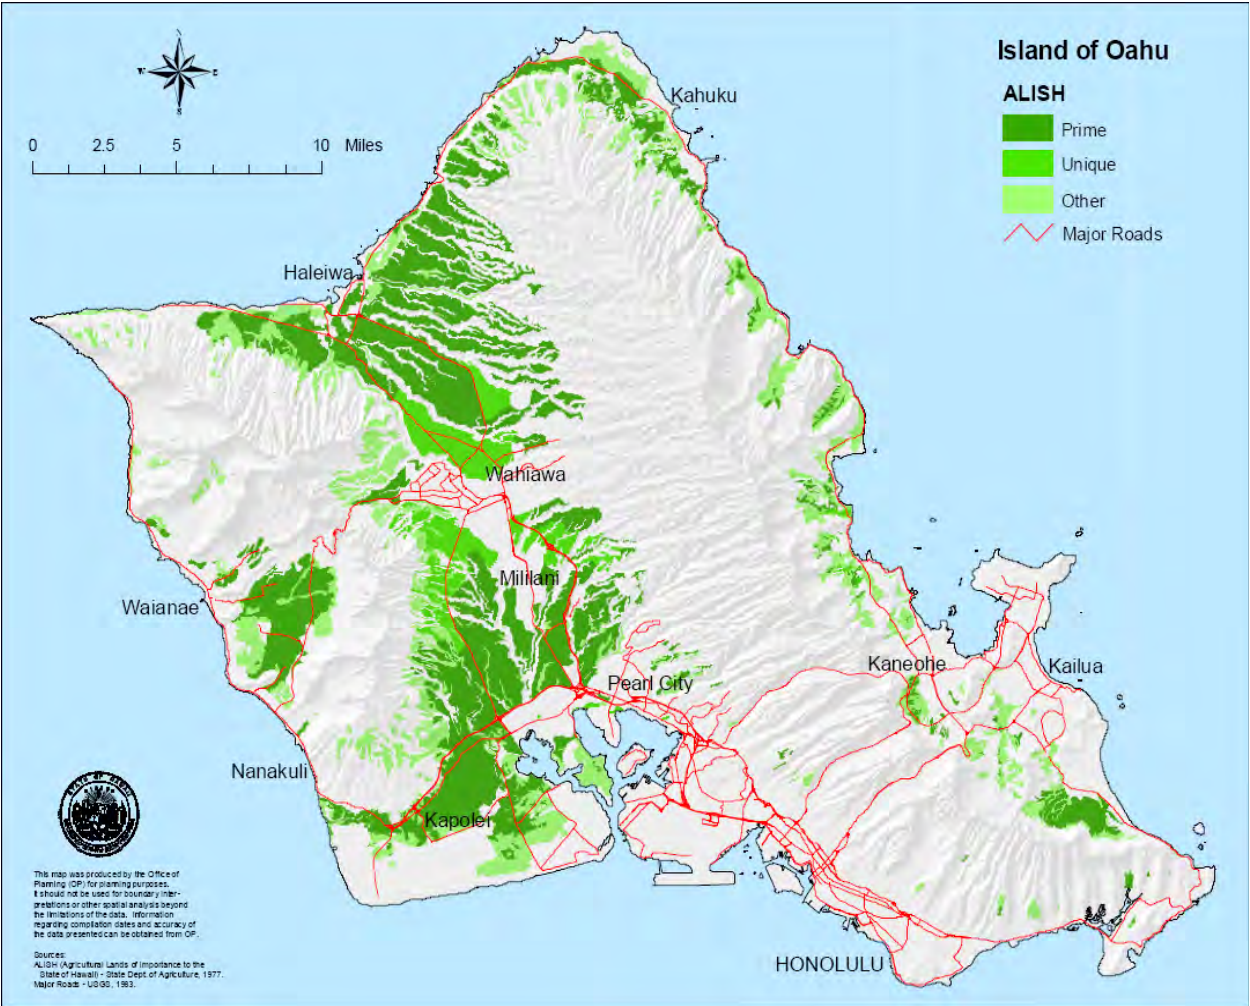 Island of Oahu
ALISH
Prime
Unique
Other
Major Roads
N
W
E
S
0 2.5 5 10 Miles
Kahuku
Haleiwa
Wahiawa
Mililani
Waianae
Pearl City
Kaneohe
Kailua
Nanakuli
Kapolei
HONOLULU
This map was produced by the Office of
Planning (OP) for planning purposes.
It should not be used for boundary inter-
pretations or other spatial analysis beyond
the limitations of the data. Information
regarding compilation dates and accuracy of
the data presented can be obtained from OP.
Sources:
ALISH (Agricultural Lands of Importance to the
State of Hawaii) - State Dept. of Agriculture, 1977.
Major Roads - USGS, 1983.